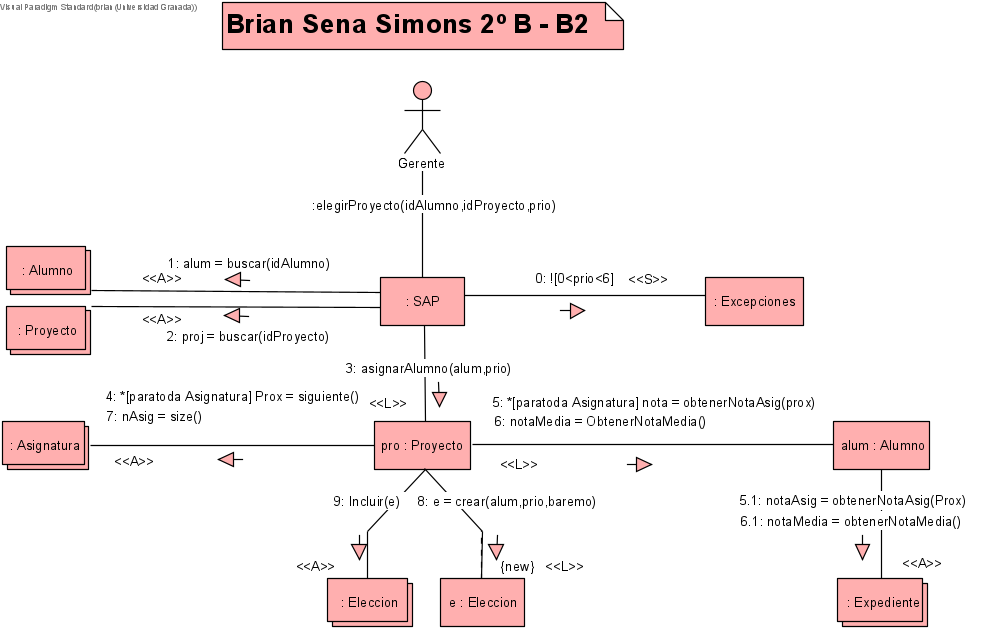 Visual Paradigm Standard(brian(Universidad Granada))
Brian Sena Simons 2º B - B2
Gerente
:elegirProyecto(idAlumno,idProyecto,prio)
1: alum = buscar(idAlumno)
<<A>>
: Alumno
0: ![0<prio<6]
<<S>>
: SAP
: Excepciones
<<A>>
: Proyecto
2: proj = buscar(idProyecto)
3: asignarAlumno(alum,prio)
4: *[paratoda Asignatura] Prox = siguiente()
7: nAsig = size()
<<L>>
5: *[paratoda Asignatura] nota = obtenerNotaAsig(prox)
6: notaMedia = ObtenerNotaMedia()
: Asignatura
pro : Proyecto
alum : Alumno
<<A>>
<<L>>
9: Incluir(e)
8: e = crear(alum,prio,baremo)
5.1: notaAsig = obtenerNotaAsig(Prox)
6.1: notaMedia = obtenerNotaMedia()
<<A>>
{new}
<<L>>
<<A>>
: Eleccion
e : Eleccion
: Expediente